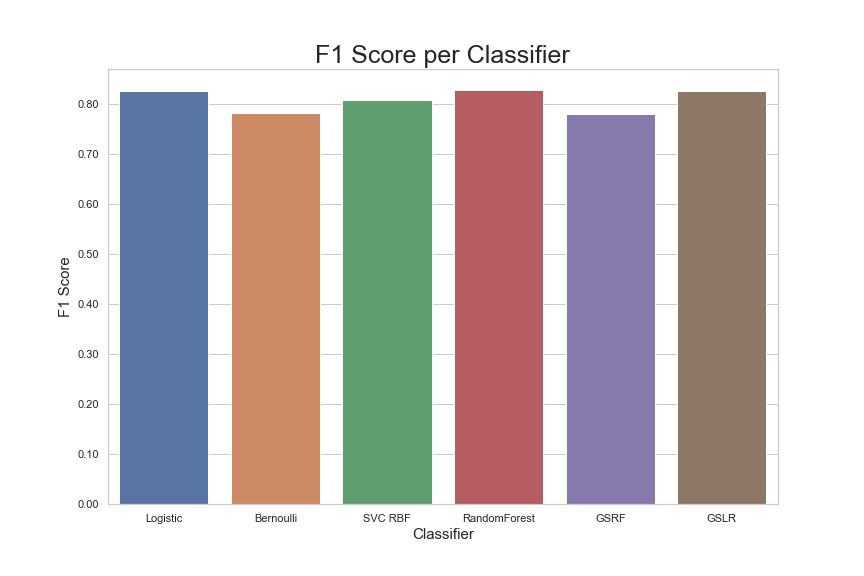 F1 Score per Classifier
0.80
0.70
0.60
0.50
0.40
0.30
0.20
0.10
0.00
F1 Score
Logistic Bernoulli SVC RBF RandomForest GSRF GSLR
Classifier